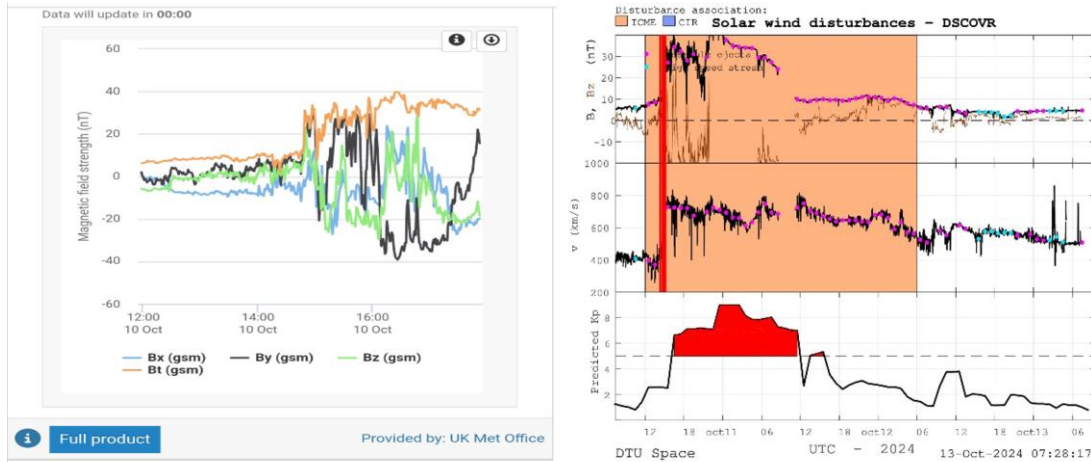 Data will update in 00:00
60
40
20
0
-20
-40
-60
Magnetic field strength (nT)
12:00
10 Oct
14:00
10 Oct
16:00
10 Oct
Bx (gsm)
By (gsm)
Bz (gsm)
Bt (gsm)
Full product
Provided by: UK Met Office
Disturbance association:
ICME CIR Solar wind disturbances - DSCOVR
B, Bz (nT)
30
20
10
0
-10
ejecta
speed stream
v (km/s)
1000
800
600
400
200
Predicted Kp
8
6
4
2
12 18 oct11 06 12 18 oct12 06 12 18 oct13 06
DTU Space UTC - 2024 13-Oct-2024 07:28:17